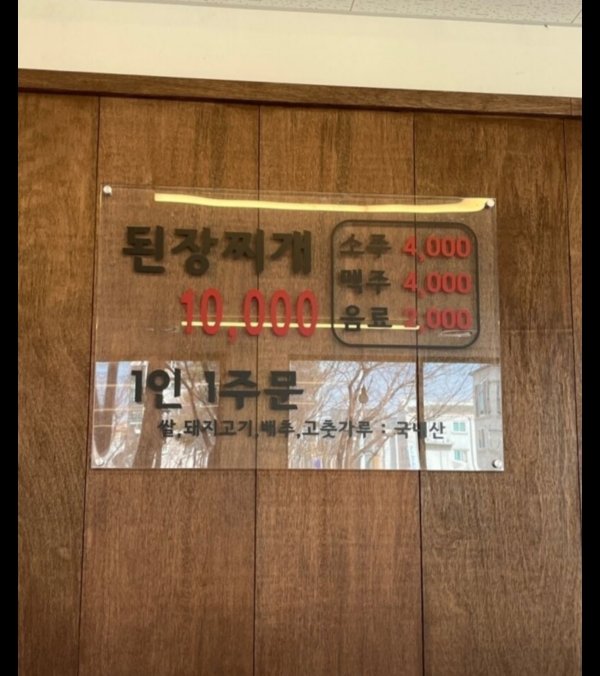 된장찌개
10,000
소주 4,000
맥주 4,000
음료 2,000
1인 1주문
쌀,돼지고기,배추,고춧가루 : 국내산